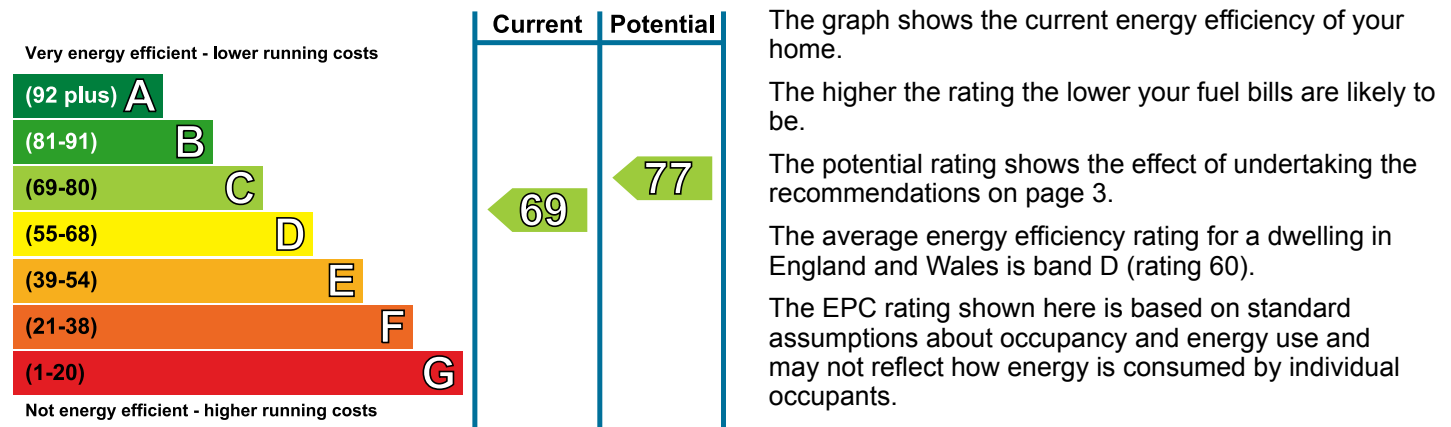 Current Potential
Very energy efficient - lower running costs
(92 plus) A
(81-91) B
(69-80) C
(55-68) D
(39-54) E
(21-38) F
(1-20) G
Not energy efficient - higher running costs
69
77
The graph shows the current energy efficiency of your
home.
The higher the rating the lower your fuel bills are likely to
be.
The potential rating shows the effect of undertaking the
recommendations on page 3.
The average energy efficiency rating for a dwelling in
England and Wales is band D (rating 60).
The EPC rating shown here is based on standard
assumptions about occupancy and energy use and
may not reflect how energy is consumed by individual
occupants.